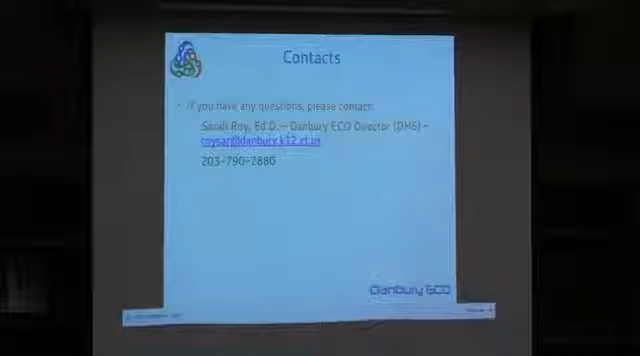 Contacts
If you have any questions, please contact:
Sarah Roy, Ed.D. – Danbury ECO Director (DHS) –
roysar@danbury.k12.ct.us
203-790-2880
Danbury ECO